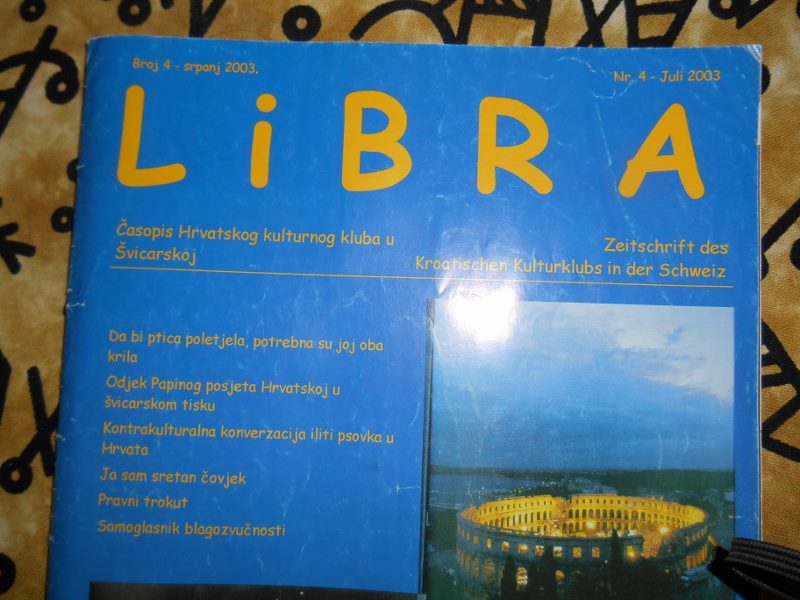 Broj 4 - srpanj 2003.
Nr. 4 - Juli 2003
LiBRA
Časopis Hrvatskog kulturnog kluba u
Švicarskoj
Zeitschrift des
Kroatischen Kulturklubs in der Schweiz
Da bi ptica poletjela, potrebna su joj oba
krila
Odjek Papinog posjeta Hrvatskoj u
švicarskom tisku
Kontrakulturalna konverzacija iliti psovka u
Hrvata
Ja sam sretan čovjek
Pravni trokut
Samoglasnik blagozvučnosti